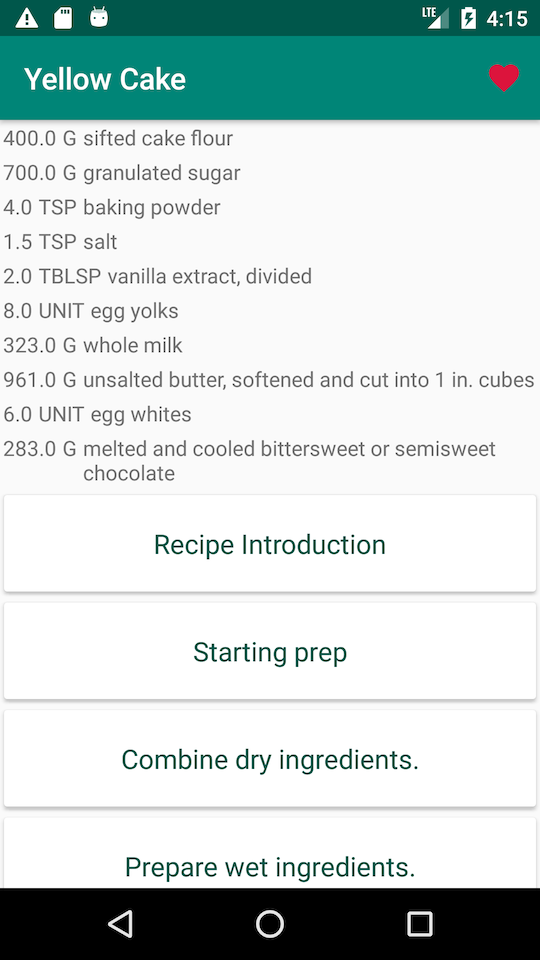 LTE 4:15
Yellow Cake
400.0 G sifted cake flour
700.0 G granulated sugar
4.0 TSP baking powder
1.5 TSP salt
2.0 TBLSP vanilla extract, divided
8.0 UNIT egg yolks
323.0 G whole milk
961.0 G unsalted butter, softened and cut into 1 in. cubes
6.0 UNIT egg whites
283.0 G melted and cooled bittersweet or semisweet
chocolate
Recipe Introduction
Starting prep
Combine dry ingredients.
Prepare wet ingredients.